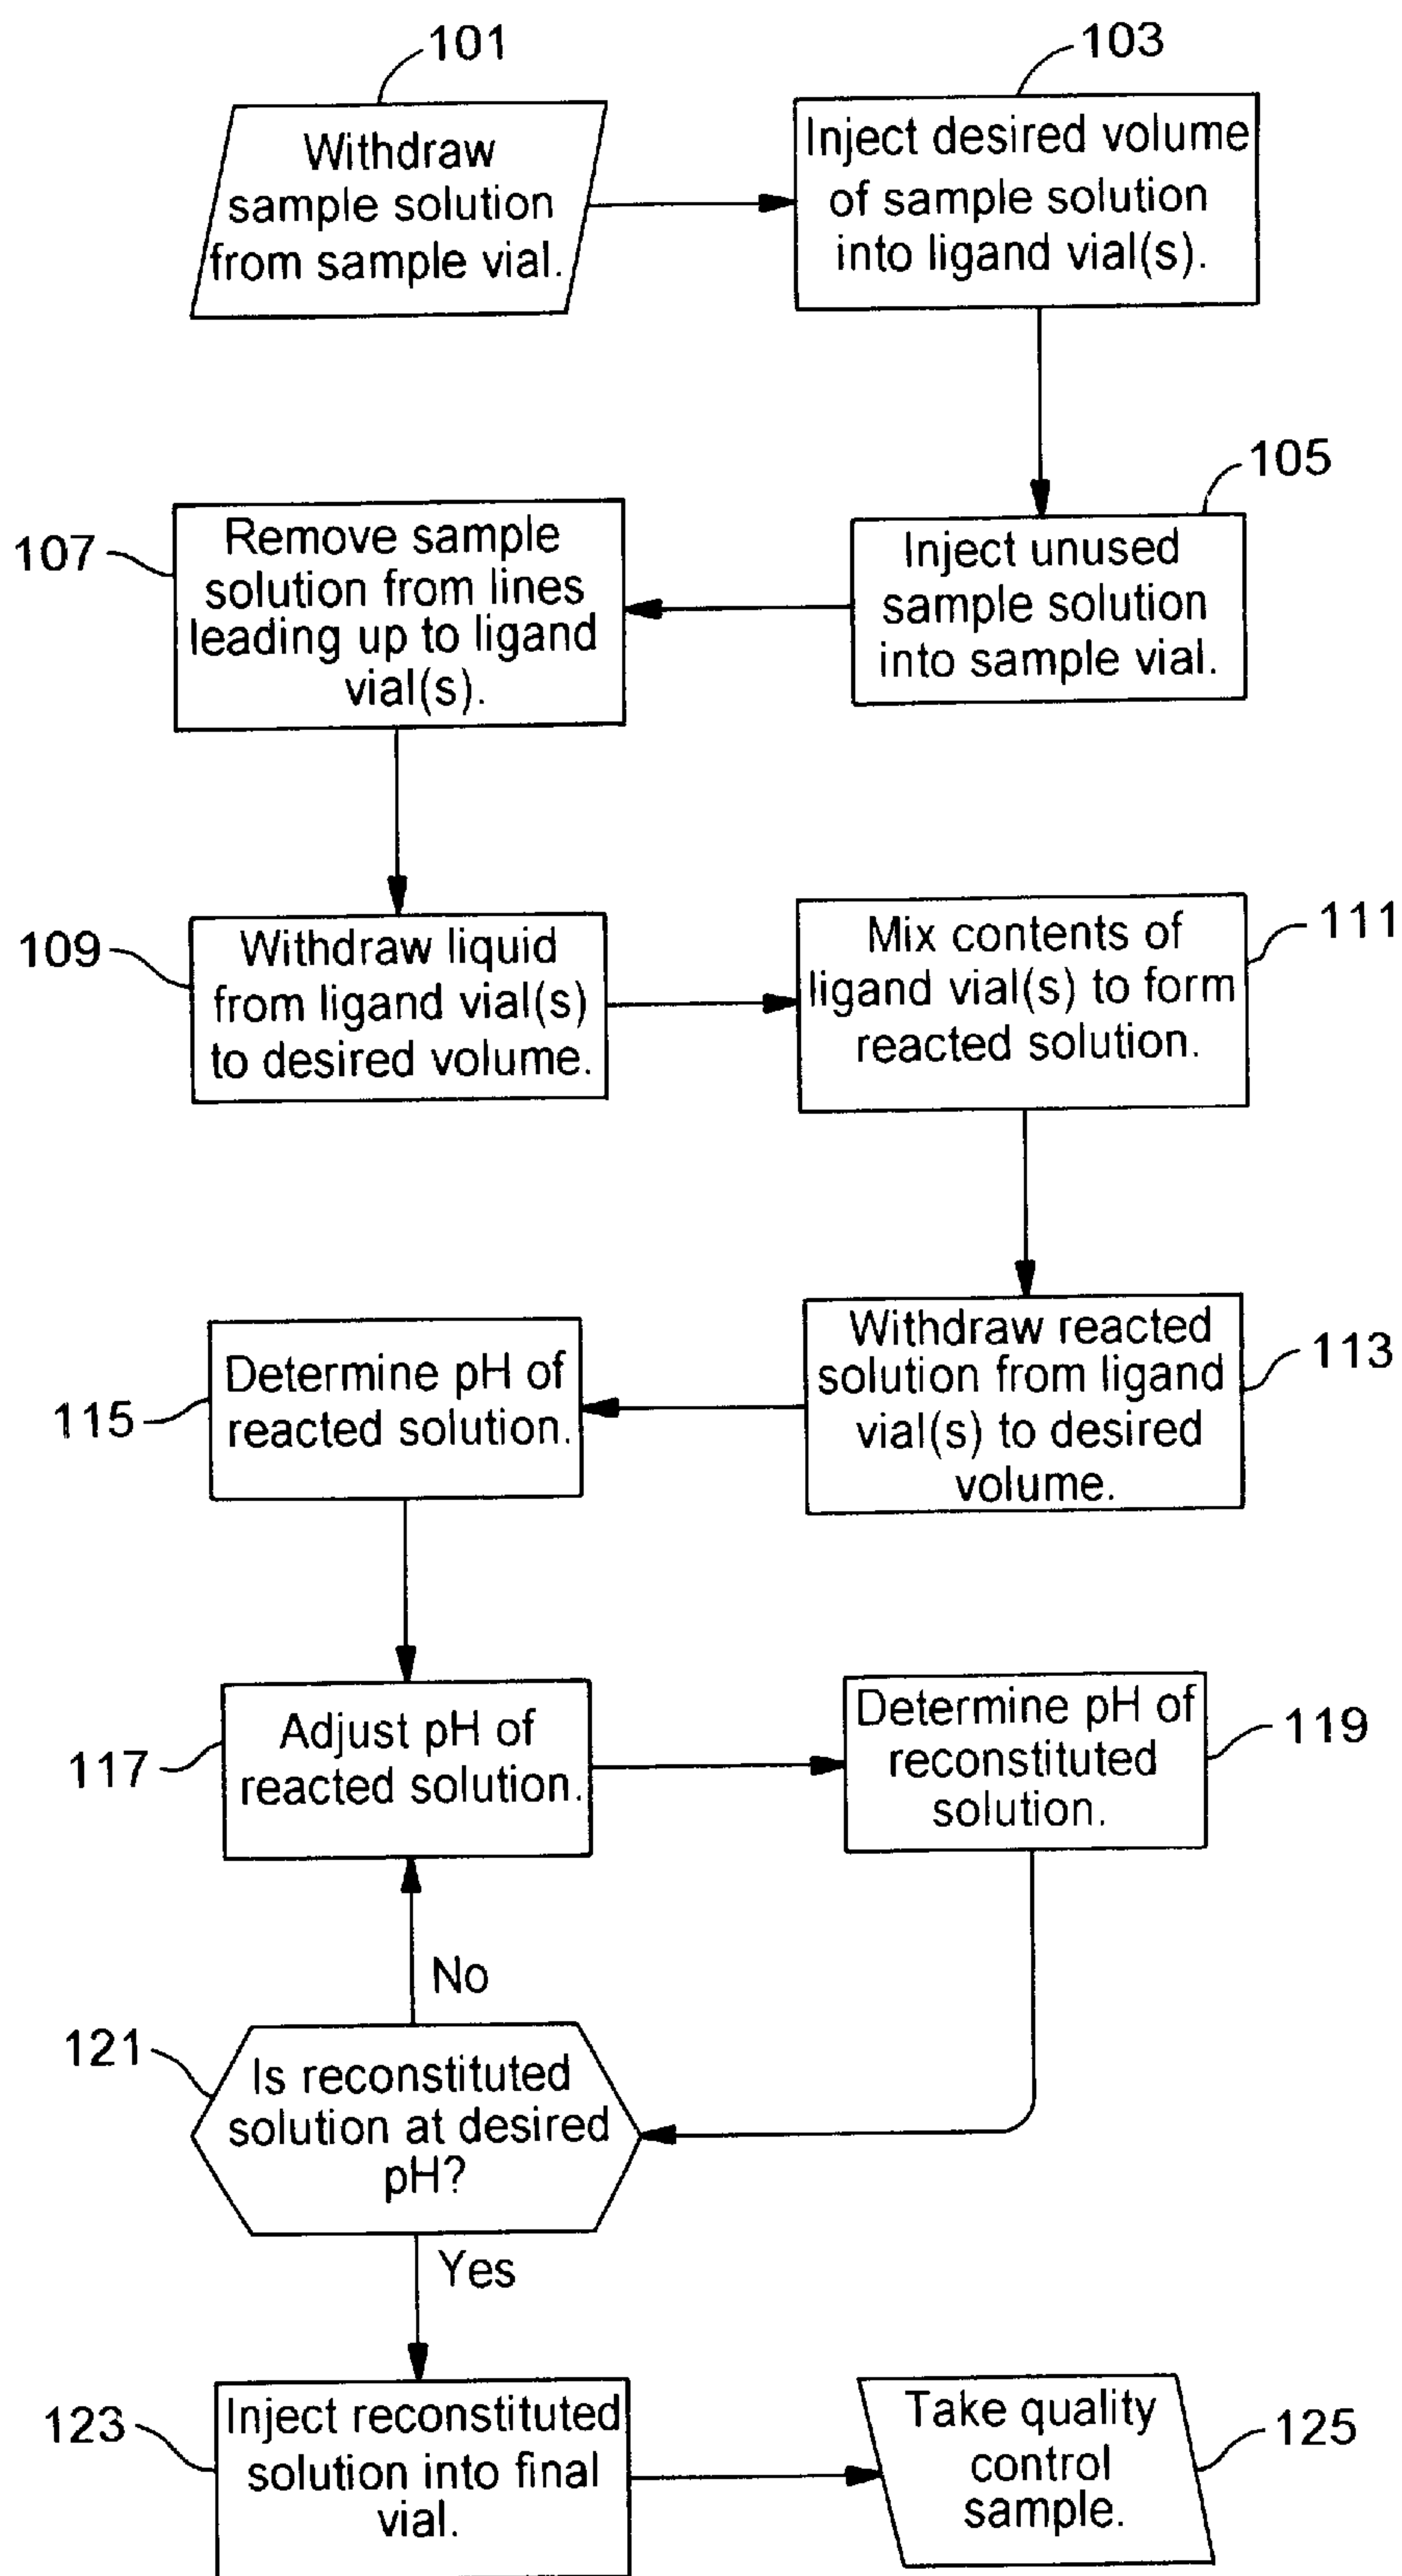 101
Withdraw
sample solution
from sample vial.
103
Inject desired volume
of sample solution
into ligand vial(s).
105
Inject unused
sample solution
into sample vial.
107
Remove sample
solution from lines
leading up to ligand
vial(s).
109
Withdraw liquid
from ligand vial(s)
to desired volume.
111
Mix contents of
ligand vial(s) to form
reacted solution.
113
Withdraw reacted
solution from ligand
vial(s) to desired
volume.
115
Determine pH of
reacted solution.
117
Adjust pH of
reacted solution.
119
Determine pH of
reconstituted
solution.
No
121
Is reconstituted
solution at desired
pH?
Yes
123
Inject reconstituted
solution into final
vial.
125
Take quality
control
sample.